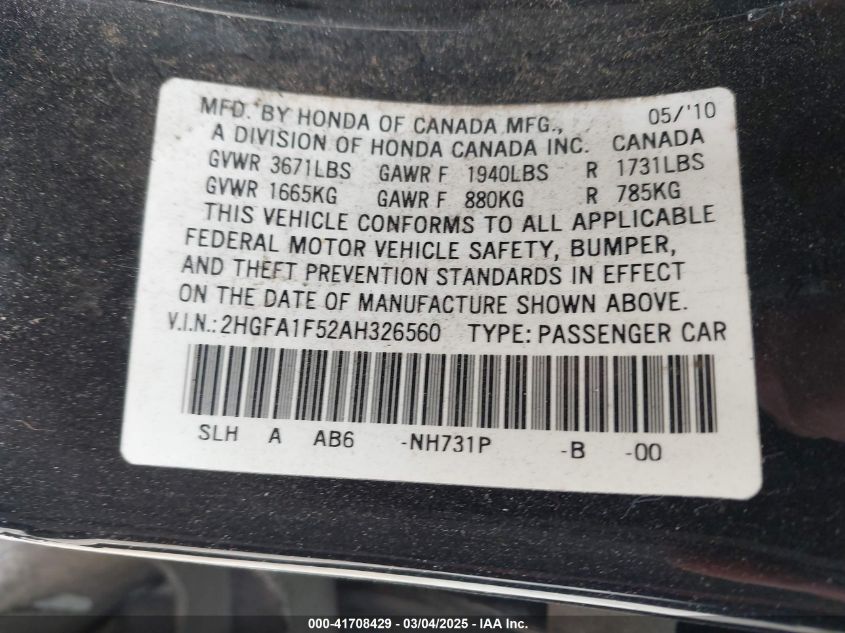 MFD. BY HONDA OF CANADA MFG., 05/'10
A DIVISION OF HONDA CANADA INC. CANADA
GVWR 3671LBS GAWR F 1940LBS R 1731LBS
GVWR 1665KG GAWR F 880KG R 785KG
THIS VEHICLE CONFORMS TO ALL APPLICABLE
FEDERAL MOTOR VEHICLE SAFETY, BUMPER,
AND THEFT PREVENTION STANDARDS IN EFFECT
ON THE DATE OF MANUFACTURE SHOWN ABOVE.
V.I.N.: 2HGFA1F52AH326560 TYPE: PASSENGER CAR
SLH A AB6 -NH731P -B -00
000-41708429 - 03/04/2025 - IAA Inc.